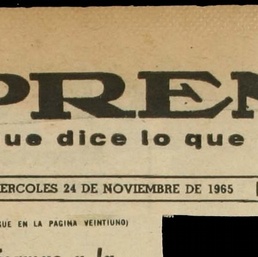 PREN
ue dice lo que
ERCOLES 24 DE NOVIEMBRE DE 1965
UE EN LA PAGINA VEINTIUNO)